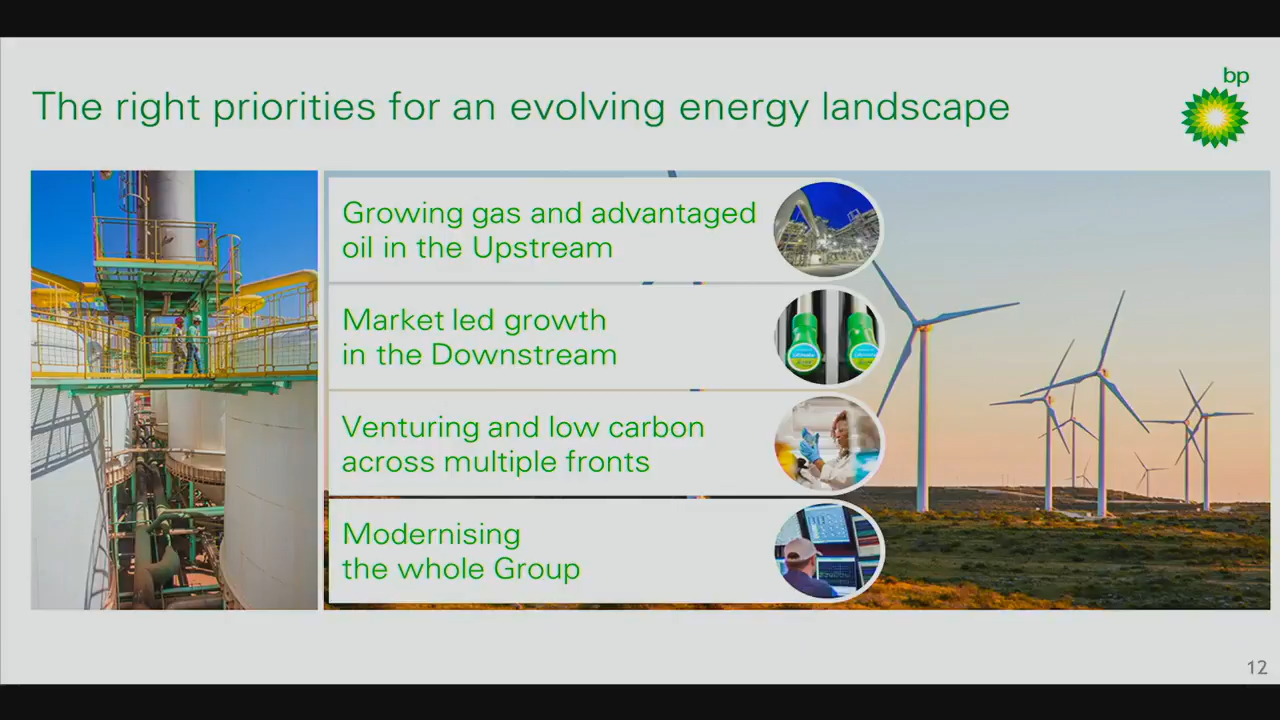 bp
The right priorities for an evolving energy landscape
Growing gas and advantaged
oil in the Upstream
Market led growth
in the Downstream
Venturing and low carbon
across multiple fronts
Modernising
the whole Group
12